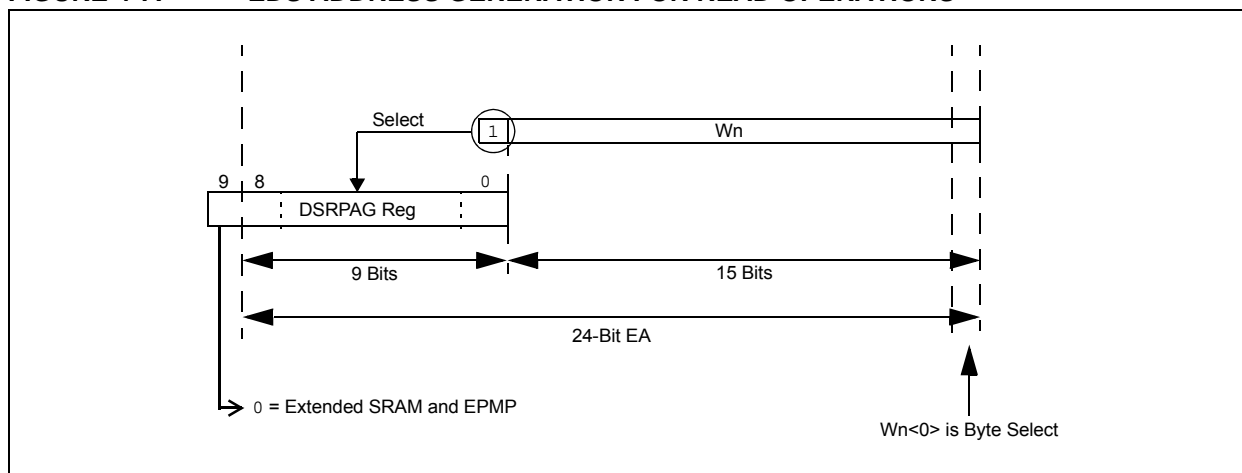 Select
1
Wn
9 8 0
DSRPAG Reg
9 Bits
15 Bits
24-Bit EA
0 = Extended SRAM and EPMP
Wn<0> is Byte Select